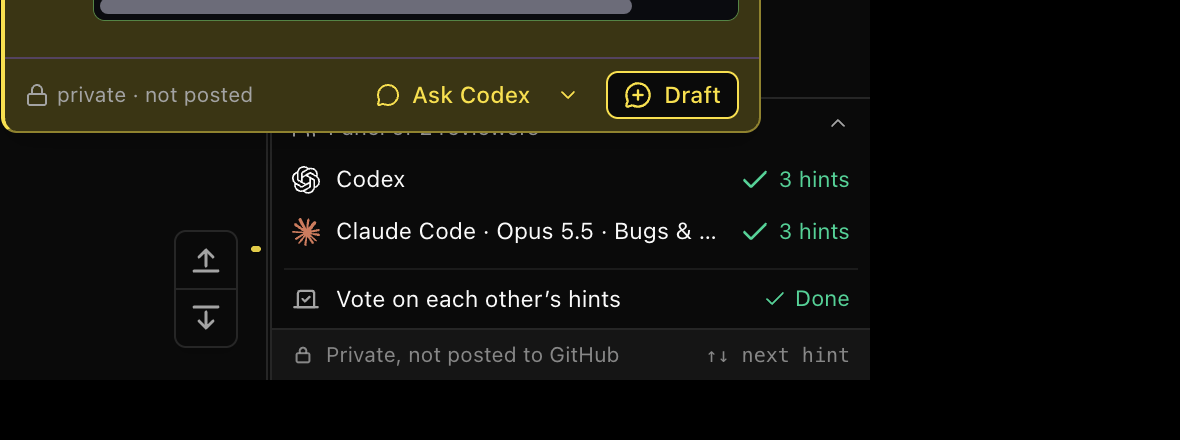 private · not posted
Ask Codex
Draft
Codex
3 hints
Claude Code · Opus 5.5 · Bugs & ...
3 hints
Vote on each other’s hints
Done
Private, not posted to GitHub
↑↓ next hint